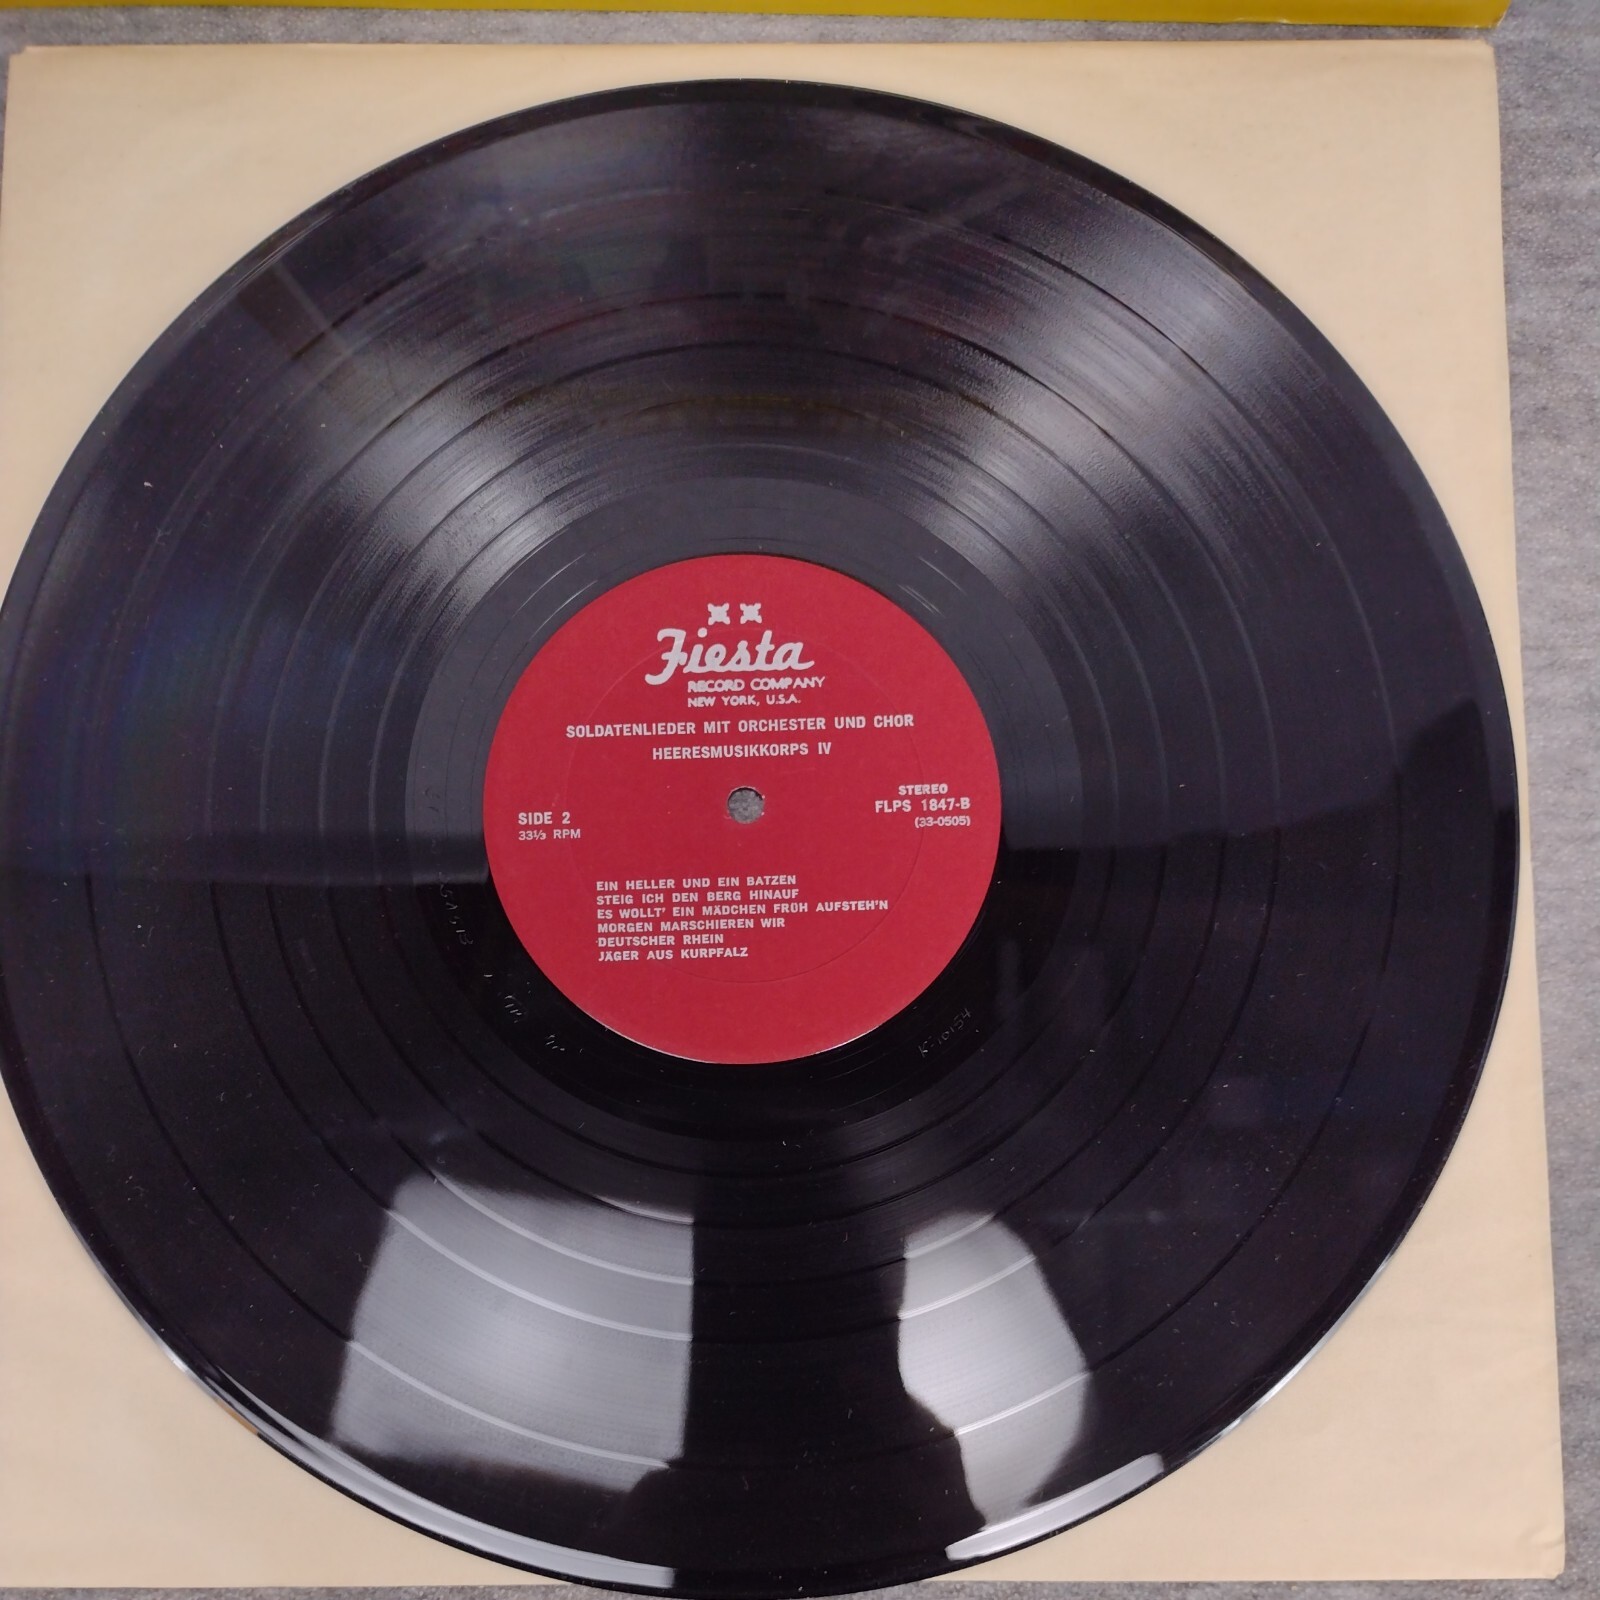 Fiesta
RECORD COMPANY
NEW YORK, U.S.A.
SOLDATENLIEDER MIT ORCHESTER UND CHOR
HEERESMUSIKKORPS IV
STEREO
FLPS 1847-B
(33-0505)
SIDE 2
33⅓ RPM
EIN HELLER UND EIN BATZEN
STEIG ICH DEN BERG HINAUF
ES WOLLT' EIN MÄDCHEN FRÜH AUFSTEH'N
MORGEN MARSCHIEREN WIR
DEUTSCHER RHEIN
JÄGER AUS KURPFALZ